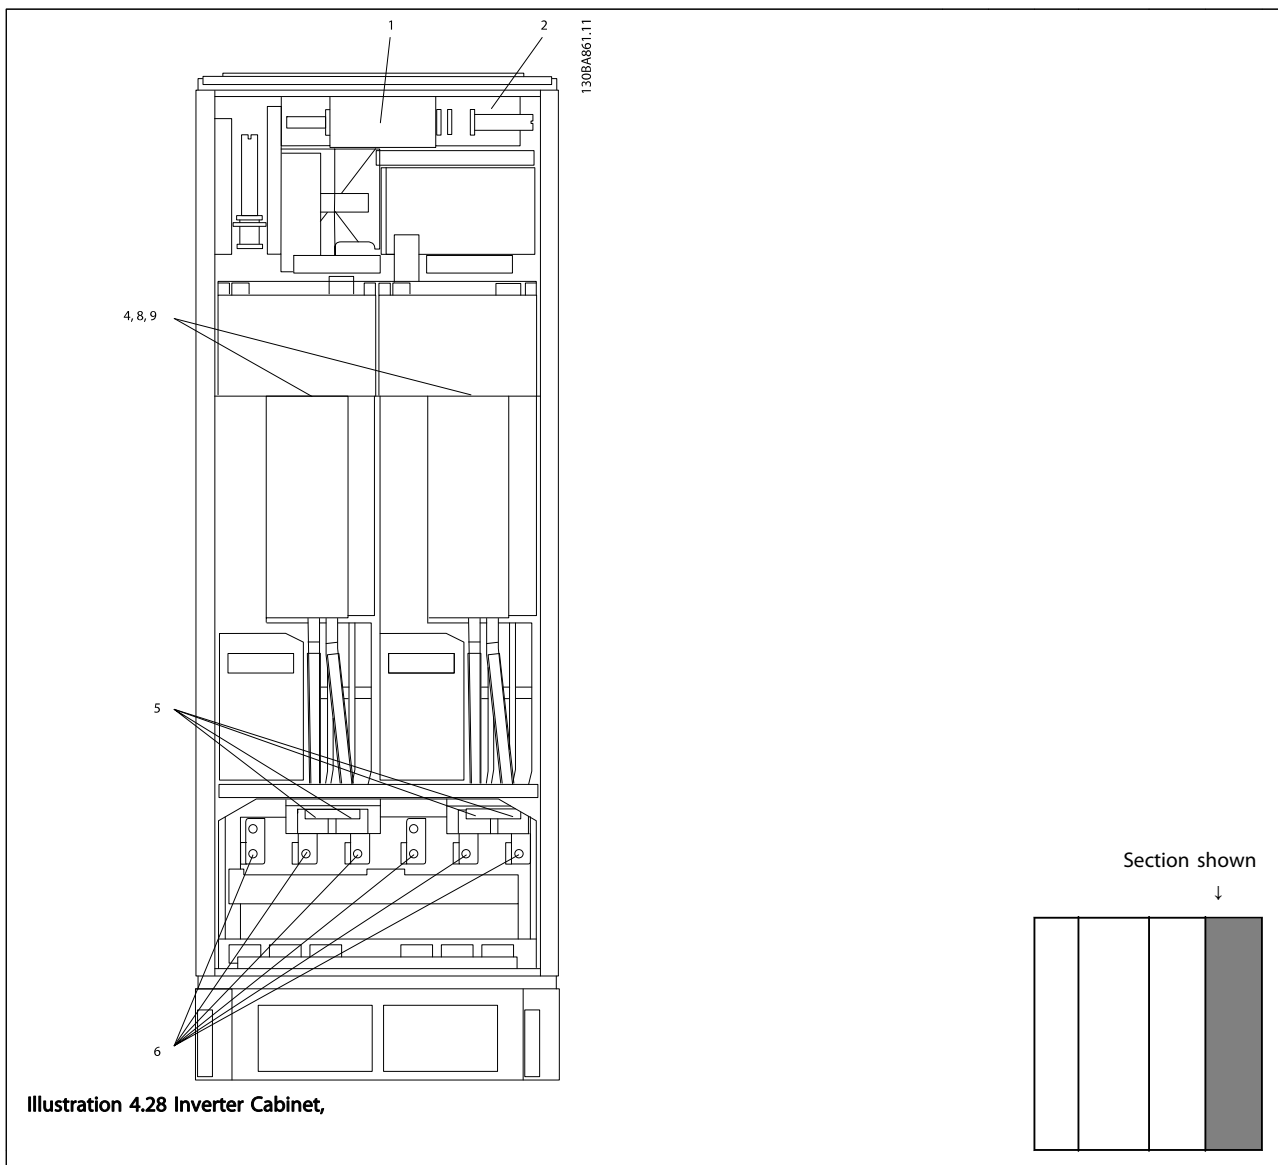 1
2
130BA861.11
4, 8, 9
5
6
Section shown
↓
Illustration 4.28 Inverter Cabinet,